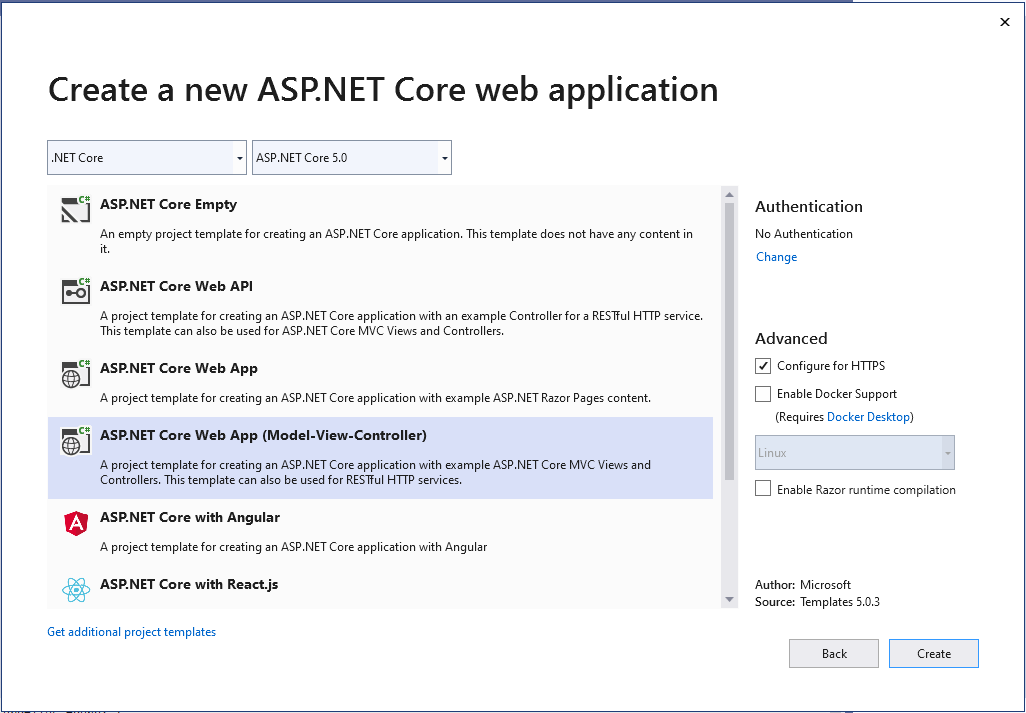 Create a new ASP.NET Core web application
.NET Core
ASP.NET Core 5.0
C#
ASP.NET Core Empty
An empty project template for creating an ASP.NET Core application. This template does not have any content in
it.
C#
ASP.NET Core Web API
A project template for creating an ASP.NET Core application with an example Controller for a RESTful HTTP service.
This template can also be used for ASP.NET Core MVC Views and Controllers.
C#
ASP.NET Core Web App
A project template for creating an ASP.NET Core application with example ASP.NET Razor Pages content.
C#
ASP.NET Core Web App (Model-View-Controller)
A project template for creating an ASP.NET Core application with example ASP.NET Core MVC Views and
Controllers. This template can also be used for RESTful HTTP services.
A
ASP.NET Core with Angular
A project template for creating an ASP.NET Core application with Angular
ASP.NET Core with React.js
Get additional project templates
Authentication
No Authentication
Change
Advanced
Configure for HTTPS
Enable Docker Support
(Requires Docker Desktop)
Linux
Enable Razor runtime compilation
Author: Microsoft
Source: Templates 5.0.3
Back
Create